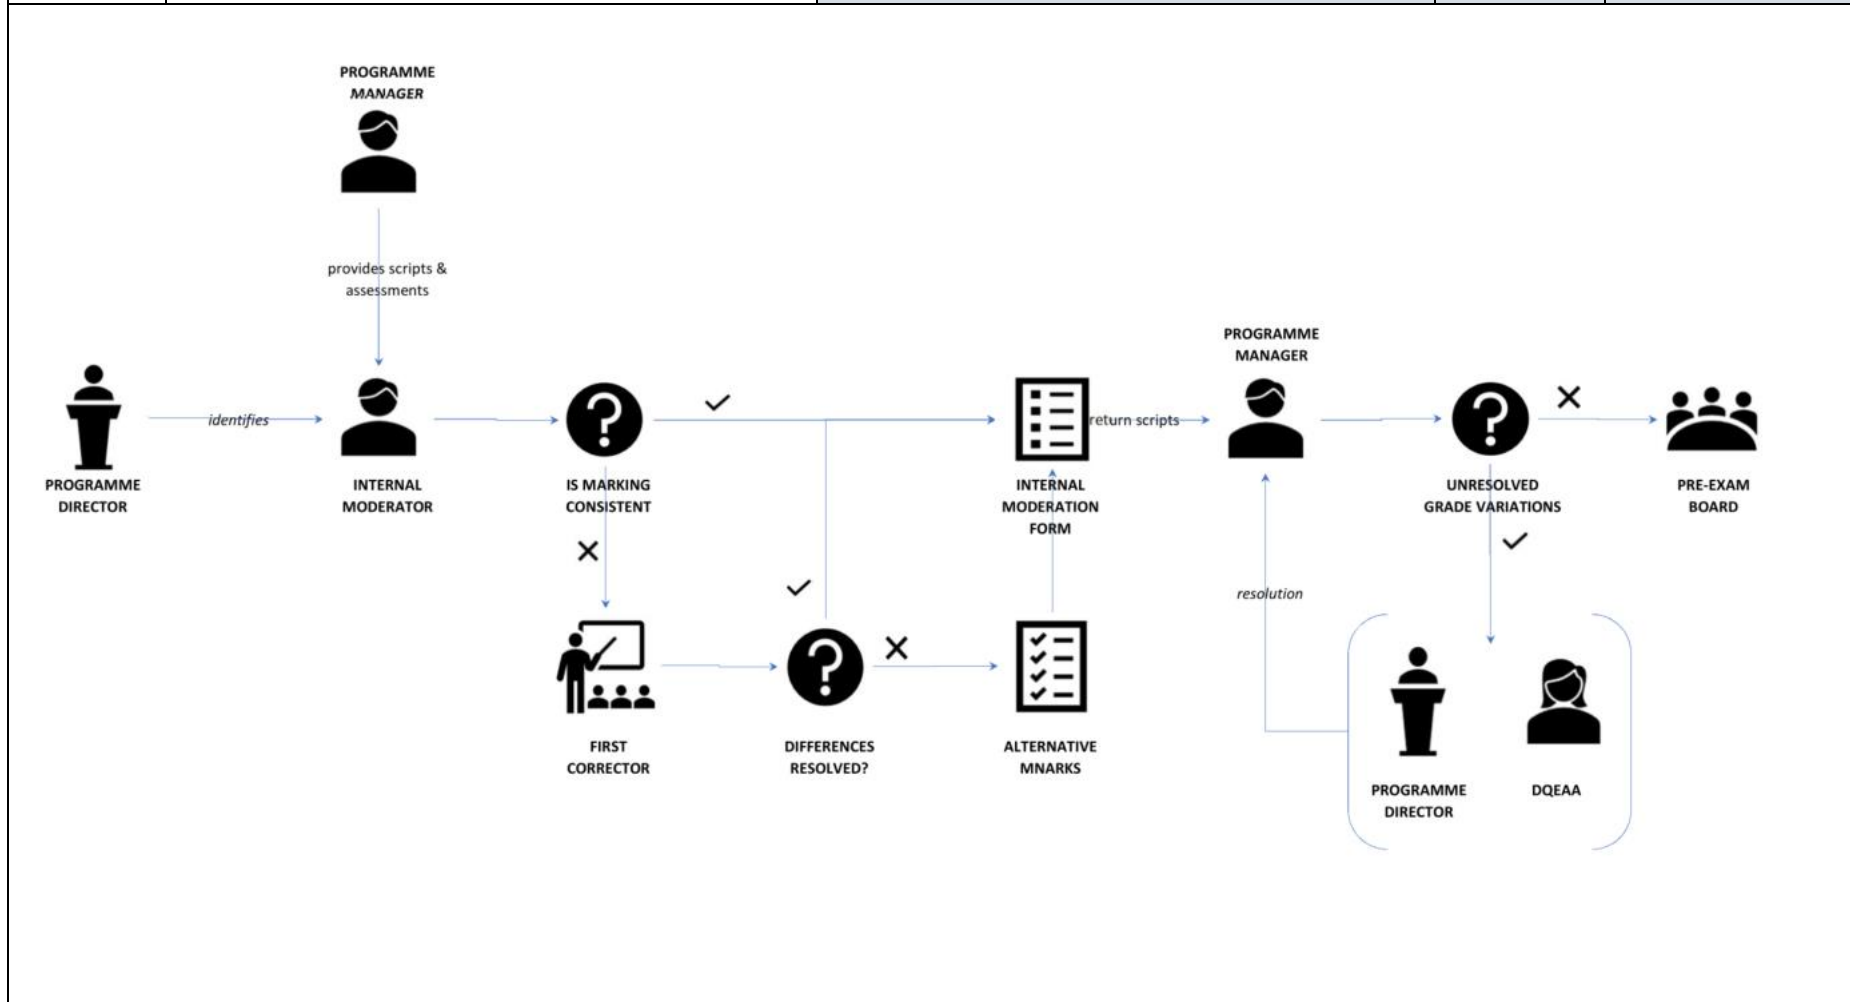 PROGRAMME
MANAGER
provides scripts &
assessments
identifies
PROGRAMME
DIRECTOR
INTERNAL
MODERATOR
IS MARKING
CONSISTENT
INTERNAL
MODERATION
FORM
return scripts
PROGRAMME
MANAGER
UNRESOLVED
GRADE VARIATIONS
PRE-EXAM
BOARD
FIRST
CORRECTOR
DIFFERENCES
RESOLVED?
ALTERNATIVE
MNARKS
resolution
PROGRAMME
DIRECTOR
DQEAA